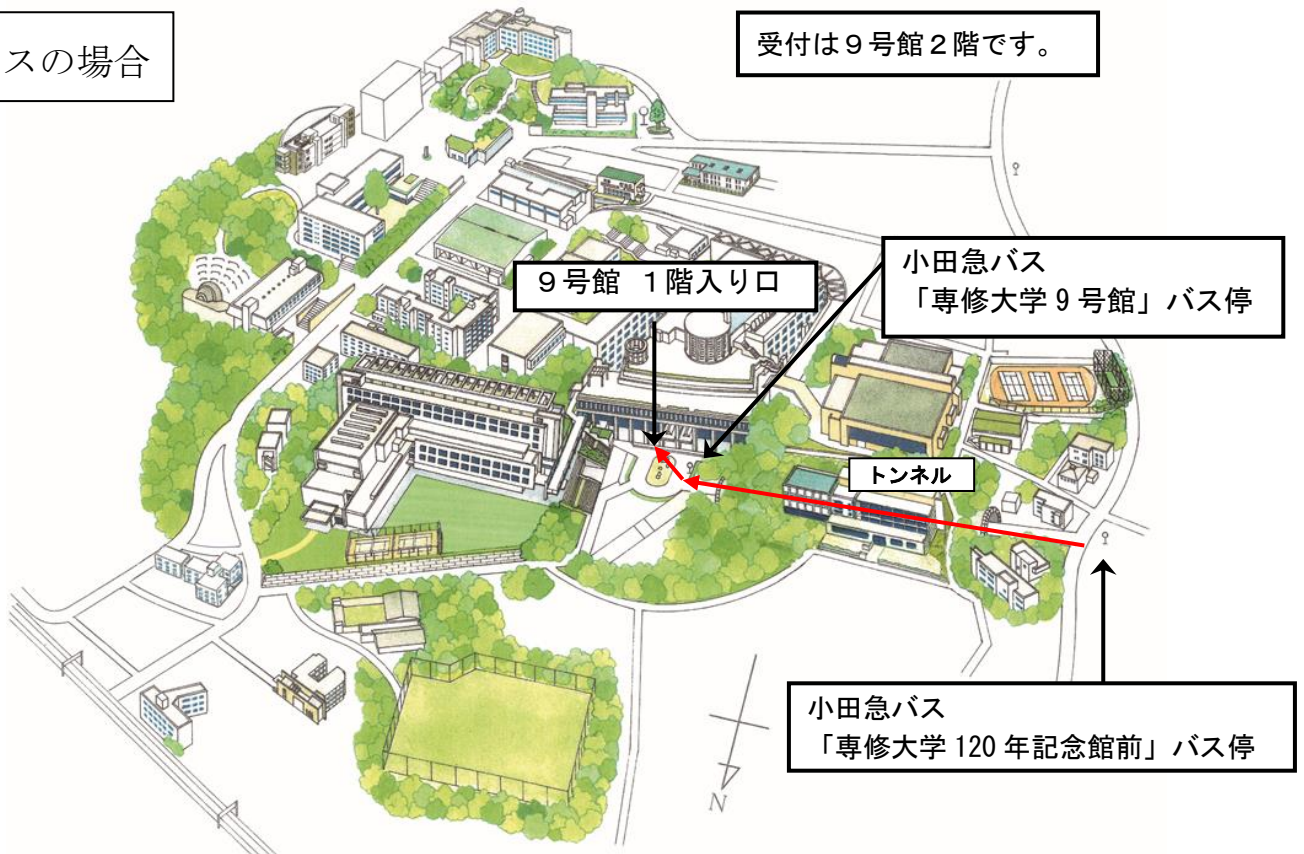 スの場合
受付は９号館２階です。
９号館 １階入り口
小田急バス
「専修大学９号館」バス停
トンネル
小田急バス
「専修大学 120 年記念館前」バス停
N